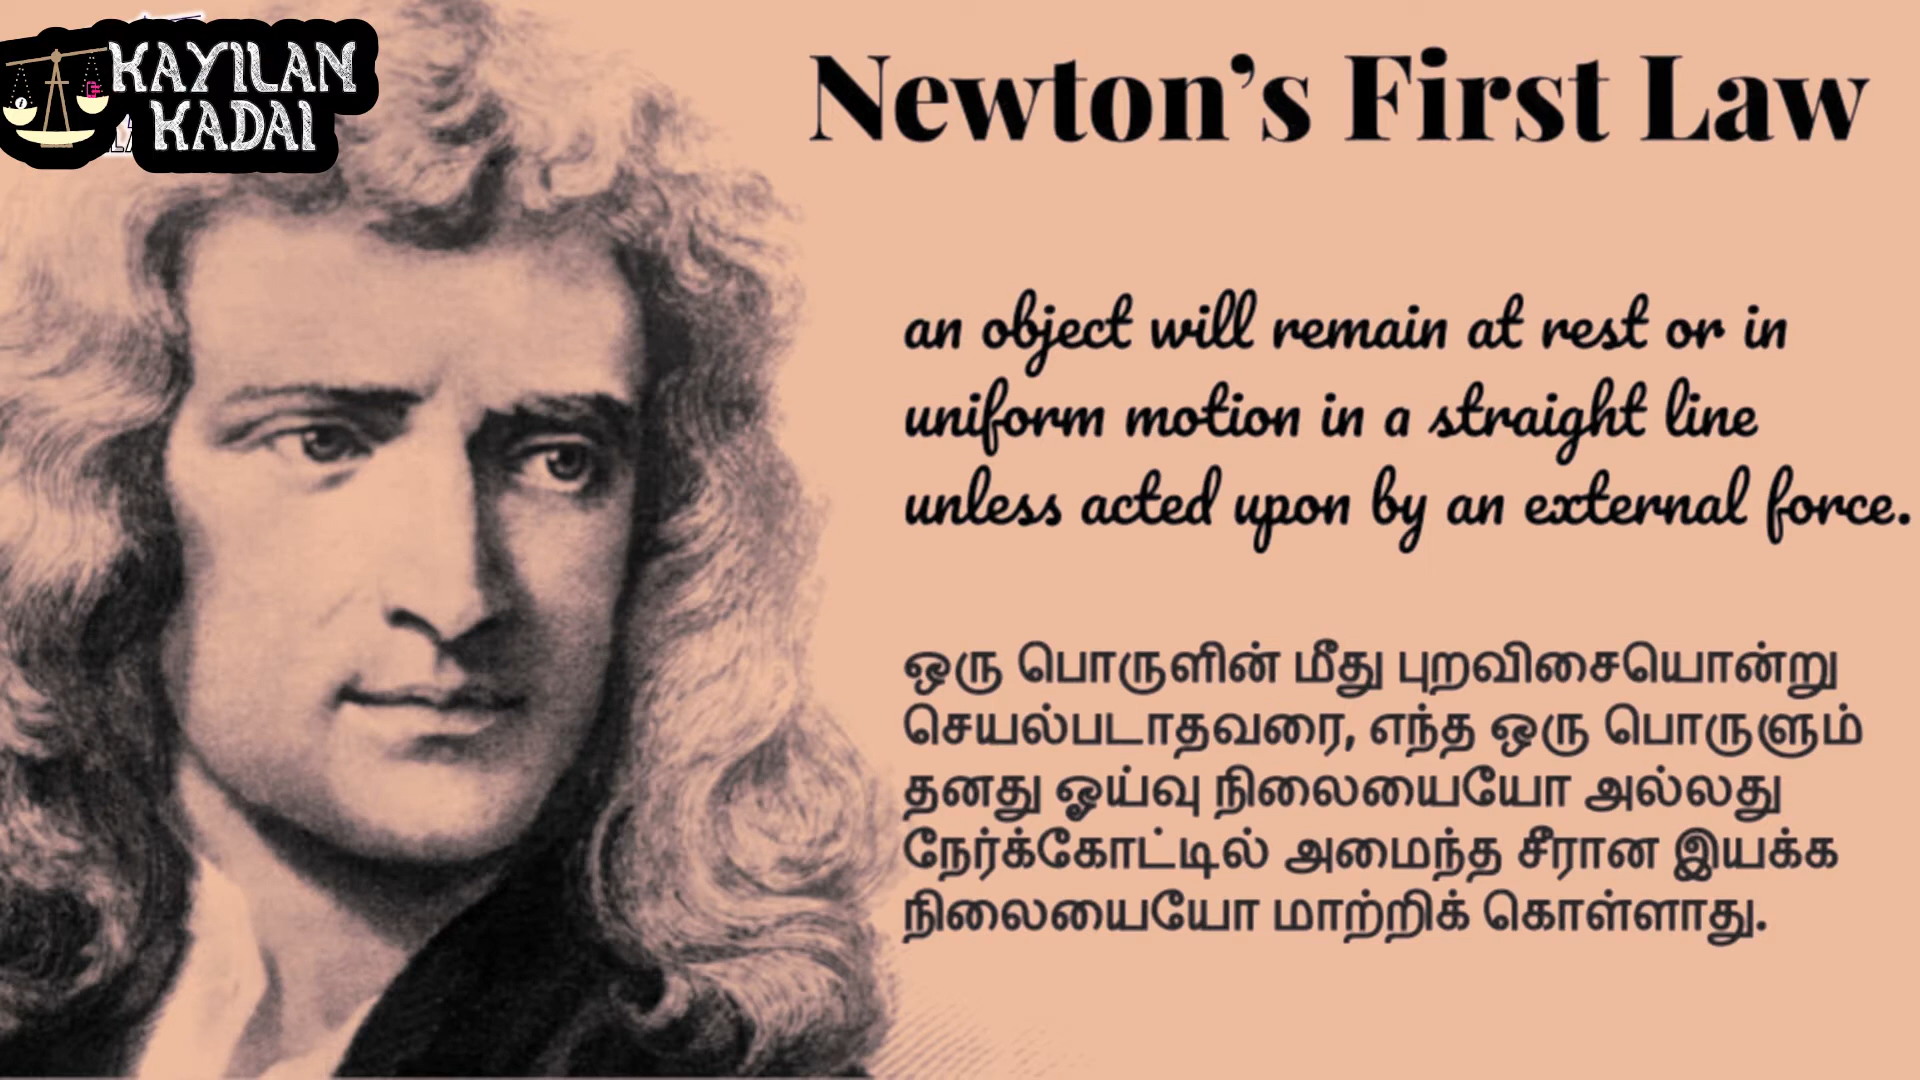 KAYILAN
KADAI
Newton's First Law
an object will remain at rest or in
uniform motion in a straight line
unless acted upon by an external force.
ஒரு பொருளின் மீது புறவிசையொன்று
செயல்படாதவரை, எந்த ஒரு பொருளும்
தனது ஓய்வு நிலையையோ அல்லது
நேர்க்கோட்டில் அமைந்த சீரான இயக்க
நிலையையோ மாற்றிக் கொள்ளாது.